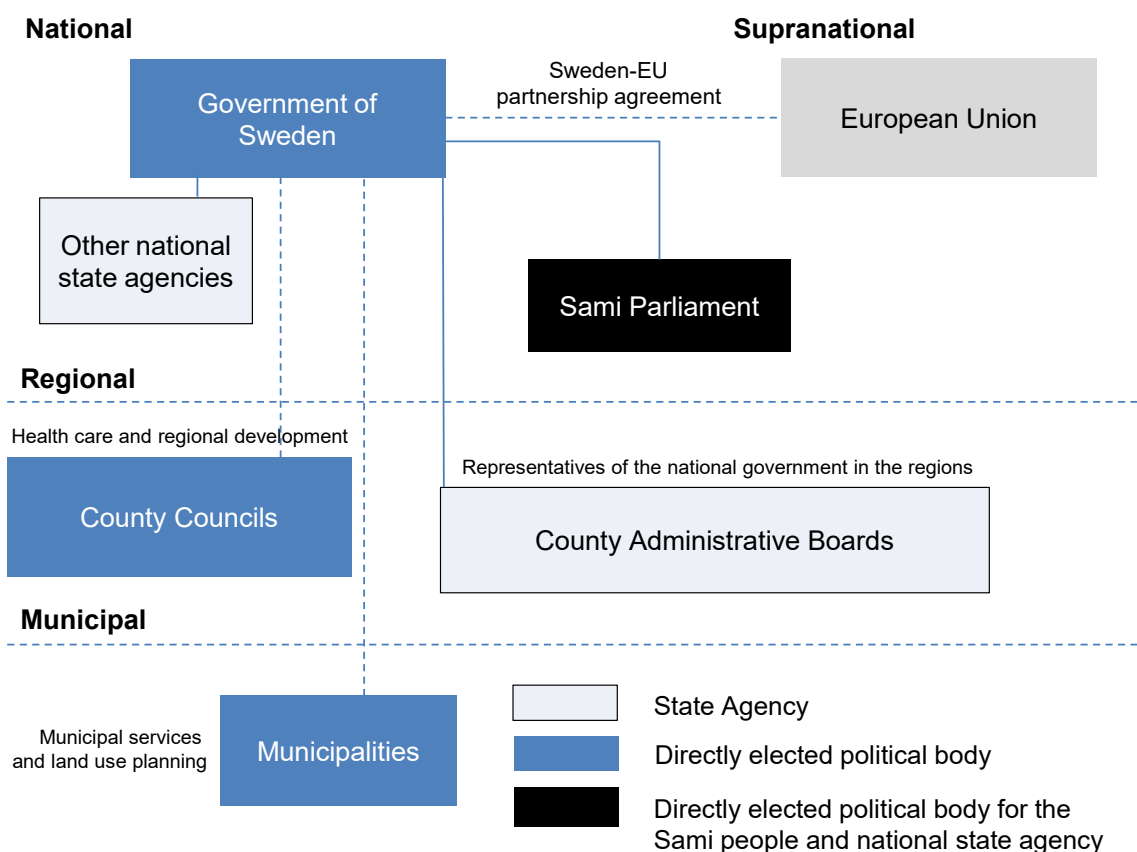 National
Supranational
Government of
Sweden
Sweden-EU
partnership agreement
European Union
Other national
state agencies
Sami Parliament
Regional
Health care and regional development
County Councils
Representatives of the national government in the regions
County Administrative Boards
Municipal
Municipal services
and land use planning
Municipalities
State Agency
Directly elected political body
Directly elected political body for the
Sami people and national state agency